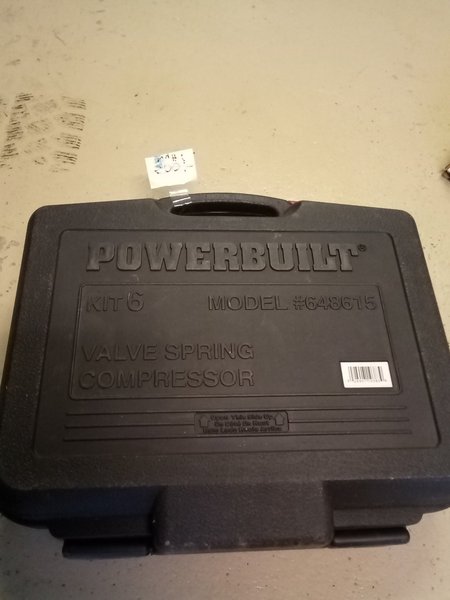 POWERBUILT®
KIT 6 MODEL #648615
VALVE SPRING
COMPRESSOR
Open This Side Up